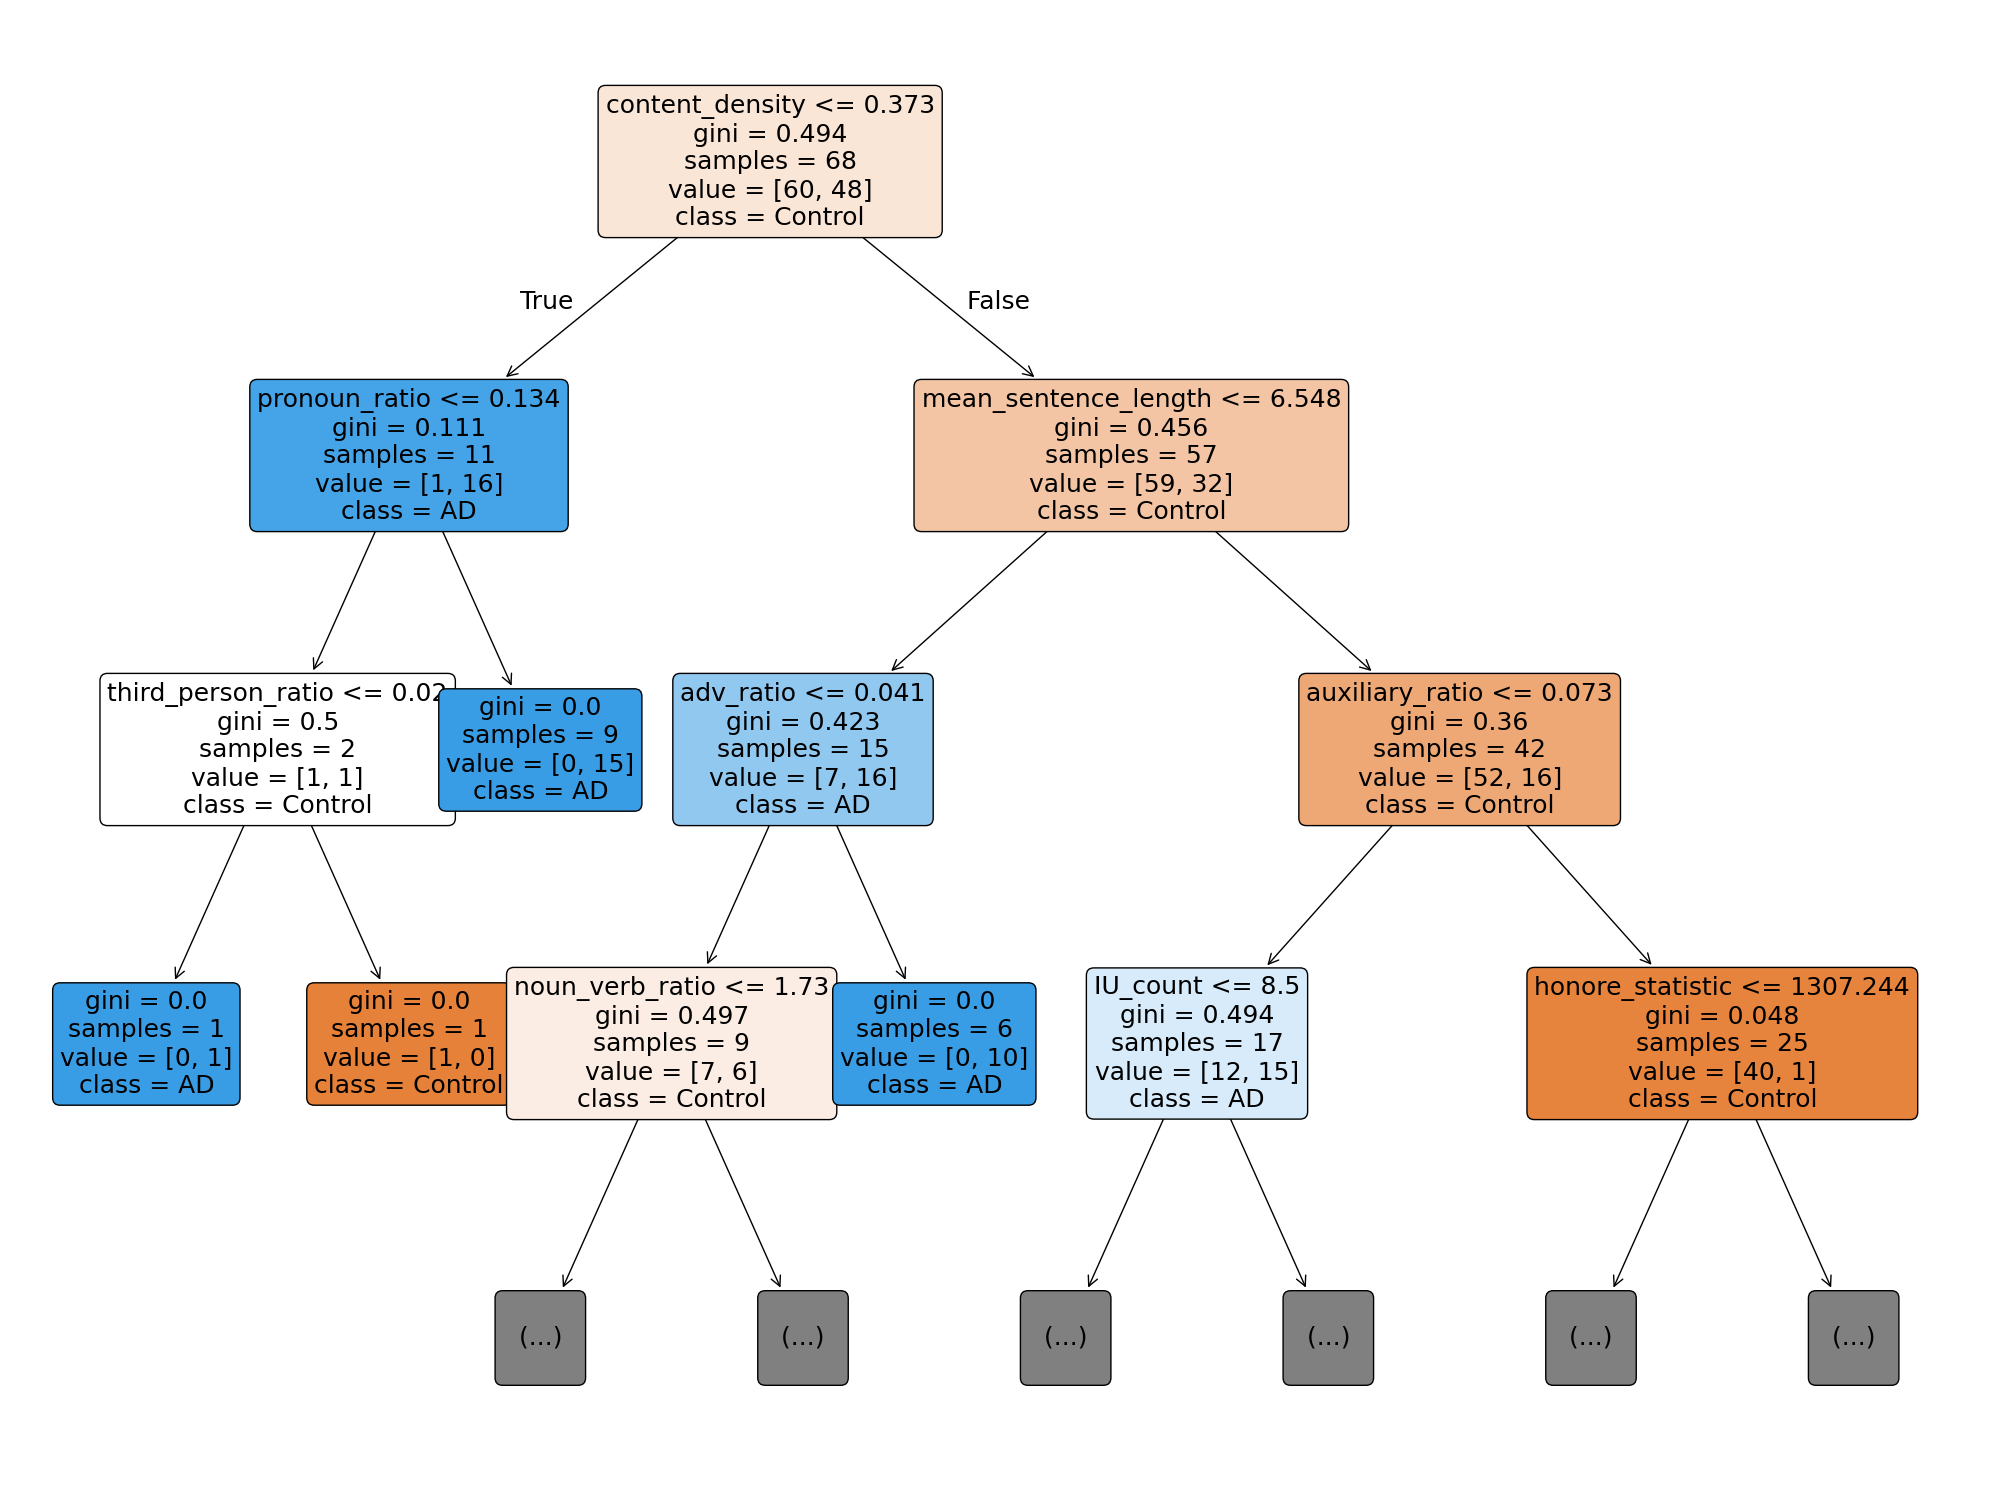 content_density <= 0.373
gini = 0.494
samples = 68
value = [60, 48]
class = Control
True
False
pronoun_ratio <= 0.134
gini = 0.111
samples = 11
value = [1, 16]
class = AD
mean_sentence_length <= 6.548
gini = 0.456
samples = 57
value = [59, 32]
class = Control
third_person_ratio <= 0.02
gini = 0.5
samples = 2
value = [1, 1]
class = Control
gini = 0.0
samples = 9
value = [0, 15]
class = AD
adv_ratio <= 0.041
gini = 0.423
samples = 15
value = [7, 16]
class = AD
auxiliary_ratio <= 0.073
gini = 0.36
samples = 42
value = [52, 16]
class = Control
gini = 0.0
samples = 1
value = [0, 1]
class = AD
gini = 0.0
samples = 1
value = [1, 0]
class = Control
noun_verb_ratio <= 1.73
gini = 0.497
samples = 9
value = [7, 6]
class = Control
gini = 0.0
samples = 6
value = [0, 10]
class = AD
IU_count <= 8.5
gini = 0.494
samples = 17
value = [12, 15]
class = AD
honore_statistic <= 1307.244
gini = 0.048
samples = 25
value = [40, 1]
class = Control
(...)
(...)
(...)
(...)
(...)
(...)